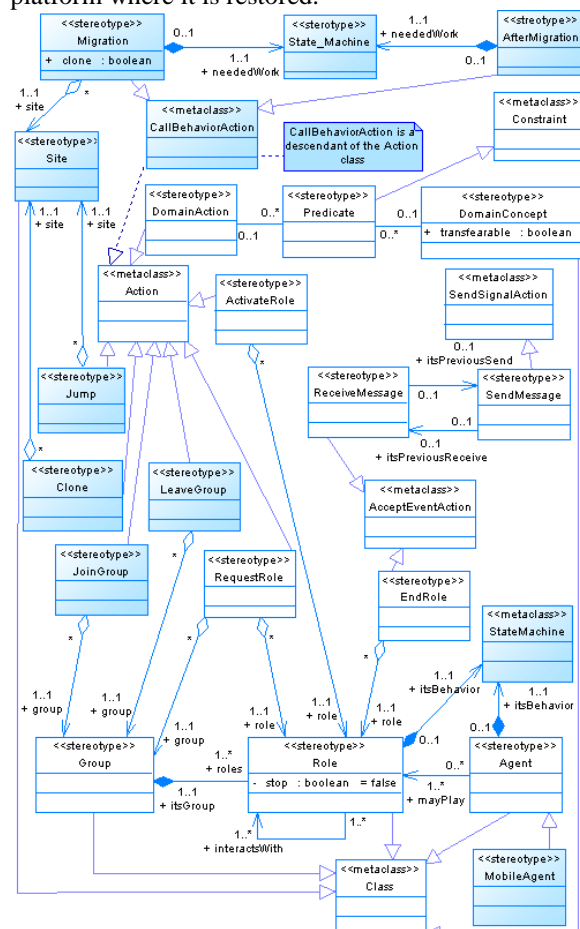 platform where it is restored.
<<stereotype>>
Migration
+ clone : boolean
0..1
1..1
+ neededWork
<<stereotype>>
State_Machine
1..1
+ neededWork
0..1
<<streotype>>
AfterMigration
1..1
+ site
*
<<metaclass>>
CallBehaviorAction
CallBehaviorAction is a
descendant of the Action
class
<<metaclass>>
Constraint
<<stereotype>>
Site
1..1
+ site
1..1
+ site
<<stereotype>>
DomainAction
0..*
0..1
<<stereotype>>
Predicate
0..1
0..*
<<stereotype>>
DomainConcept
+ transfearable : boolean
<<metaclass>>
Action
<<stereotype>>
ActivateRole
*
<<metaclass>>
SendSignalAction
*
<<stereotype>>
Jump
*
<<stereotype>>
Clone
0..1
+ itsPreviousSend
<<stereotype>>
ReceiveMessage
0..1
0..1
<<stereotype>>
SendMessage
0..1
+ itsPreviousReceive
<<stereotype>>
LeaveGroup
*
<<metaclass>>
AcceptEventAction
<<stereotype>>
JoinGroup
*
<<stereotype>>
RequestRole
*
*
<<stereotype>>
EndRole
*
<<metaclass>>
StateMachine
1..1
+ group
1..1
+ group
1..1
+ group
1..1
+ role
1..1
+ role
1..1
+ role
1..1
+ itsBehavior
1..1
+ itsBehavior
0..1
0..1
<<stereotype>>
Group
1..*
+ roles
1..1
+ itsGroup
<<stereotype>>
Role
- stop : boolean = false
0..*
1..*
+ mayPlay
<<stereotype>>
Agent
1..*
+ interactsWith
1..*
<<metaclass>>
Class
<<stereotype>>
MobileAgent